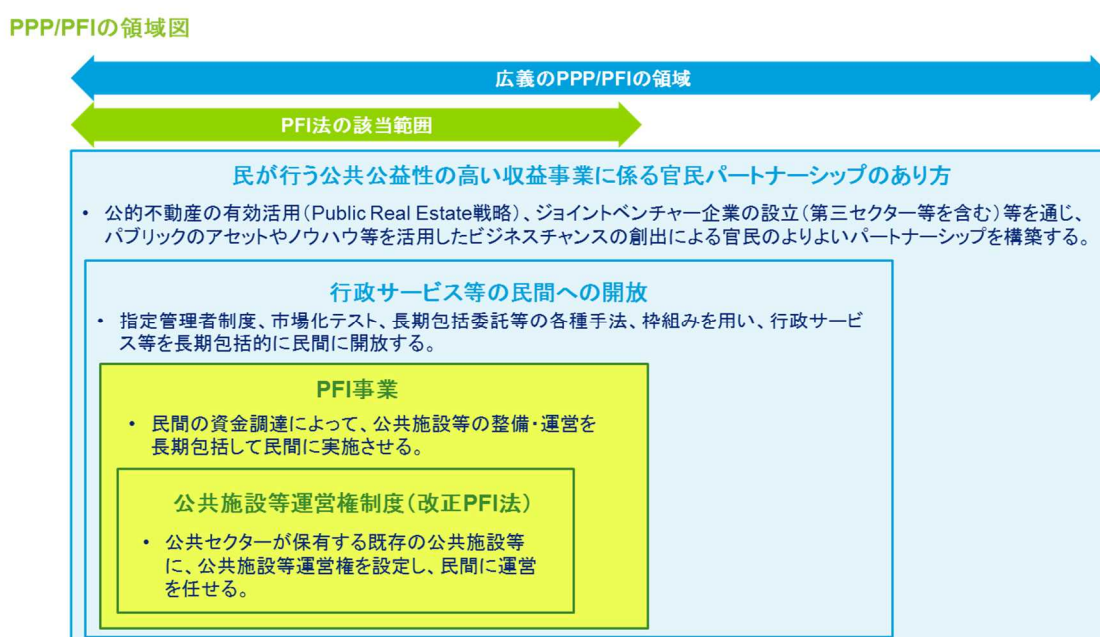 PPP/PFIの領域図
広義のPPP/PFIの領域
PFI法の該当範囲
民が行う公共公益性の高い収益事業に係る官民パートナーシップのあり方
• 公的不動産の有効活用(Public Real Estate戦略)、ジョイントベンチャー企業の設立(第三セクター等を含む)等を通じ、
パブリックのアセットやノウハウ等を活用したビジネスチャンスの創出による官民のよりよいパートナーシップを構築する。
行政サービス等の民間への開放
• 指定管理者制度、市場化テスト、長期包括委託等の各種手法、枠組みを用い、行政サービ
ス等を長期包括的に民間に開放する。
PFI事業
• 民間の資金調達によって、公共施設等の整備・運営を
長期包括して民間に実施させる。
公共施設等運営権制度(改正PFI法)
• 公共セクターが保有する既存の公共施設等
に、公共施設等運営権を設定し、民間に運営
を任せる。